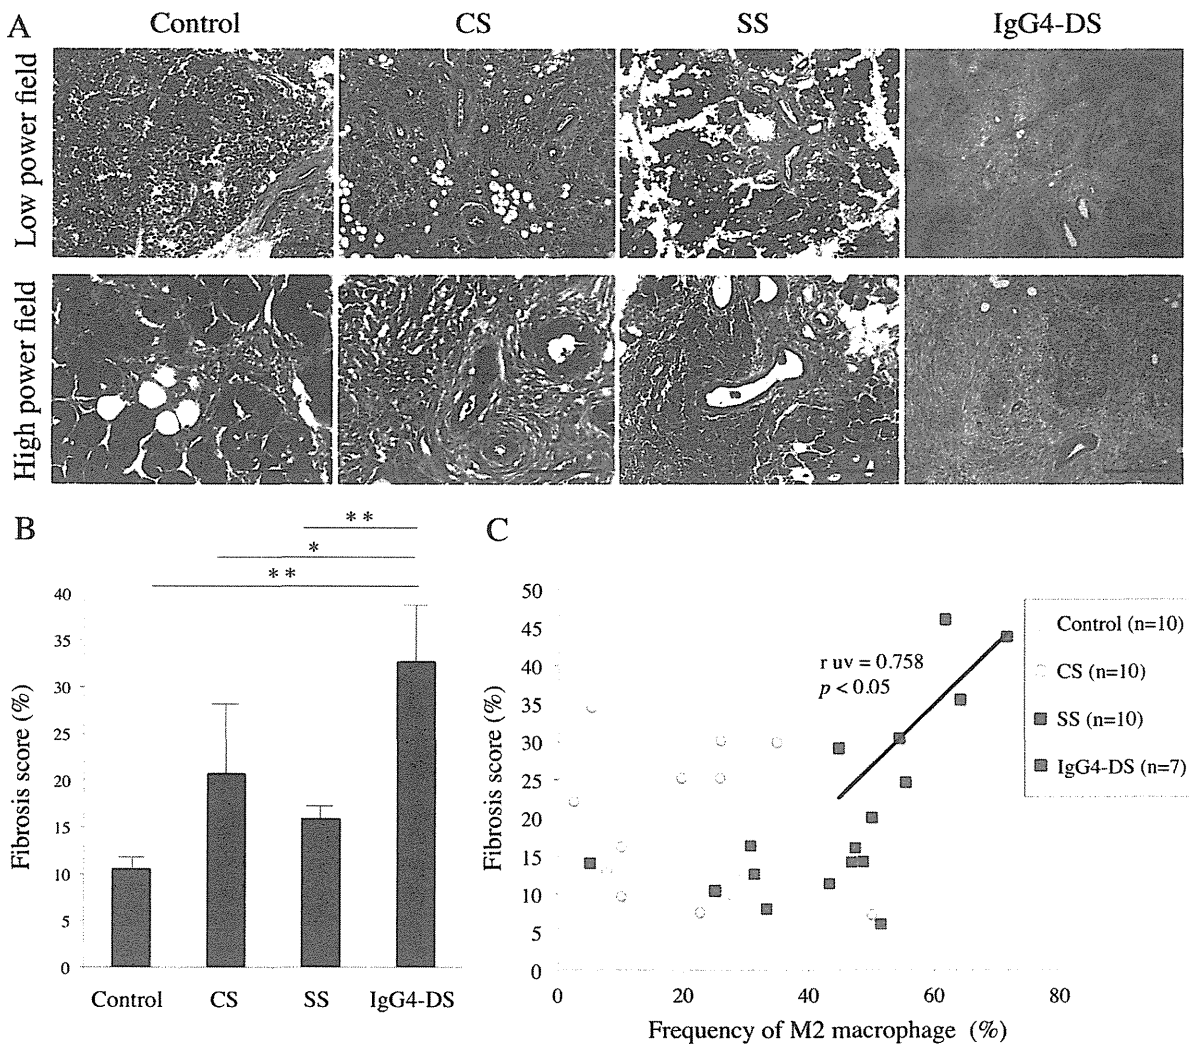 A
Control
CS
SS
IgG4-DS
Low power field
High power field
B
**
*
**
Fibrosis score (%)
40
35
30
25
20
15
10
5
0
Control
CS
SS
IgG4-DS
C
Fibrosis score (%)
50
45
40
35
30
25
20
15
10
5
0
r uv = 0.758
p < 0.05
0
20
40
60
80
Frequency of M2 macrophage (%)
Control (n=10)
CS (n=10)
SS (n=10)
IgG4-DS (n=7)